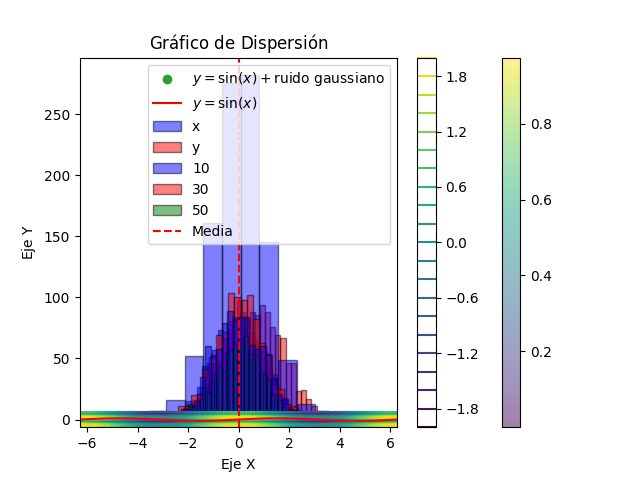 Gráfico de Dispersión
y = sin(x) + ruido gaussiano
y = sin(x)
x
y
10
30
50
Media
Eje Y
250
200
150
100
50
0
−6 −4 −2 0 2 4 6
Eje X
1.8
1.2
0.6
0.0
−0.6
−1.2
−1.8
0.8
0.6
0.4
0.2